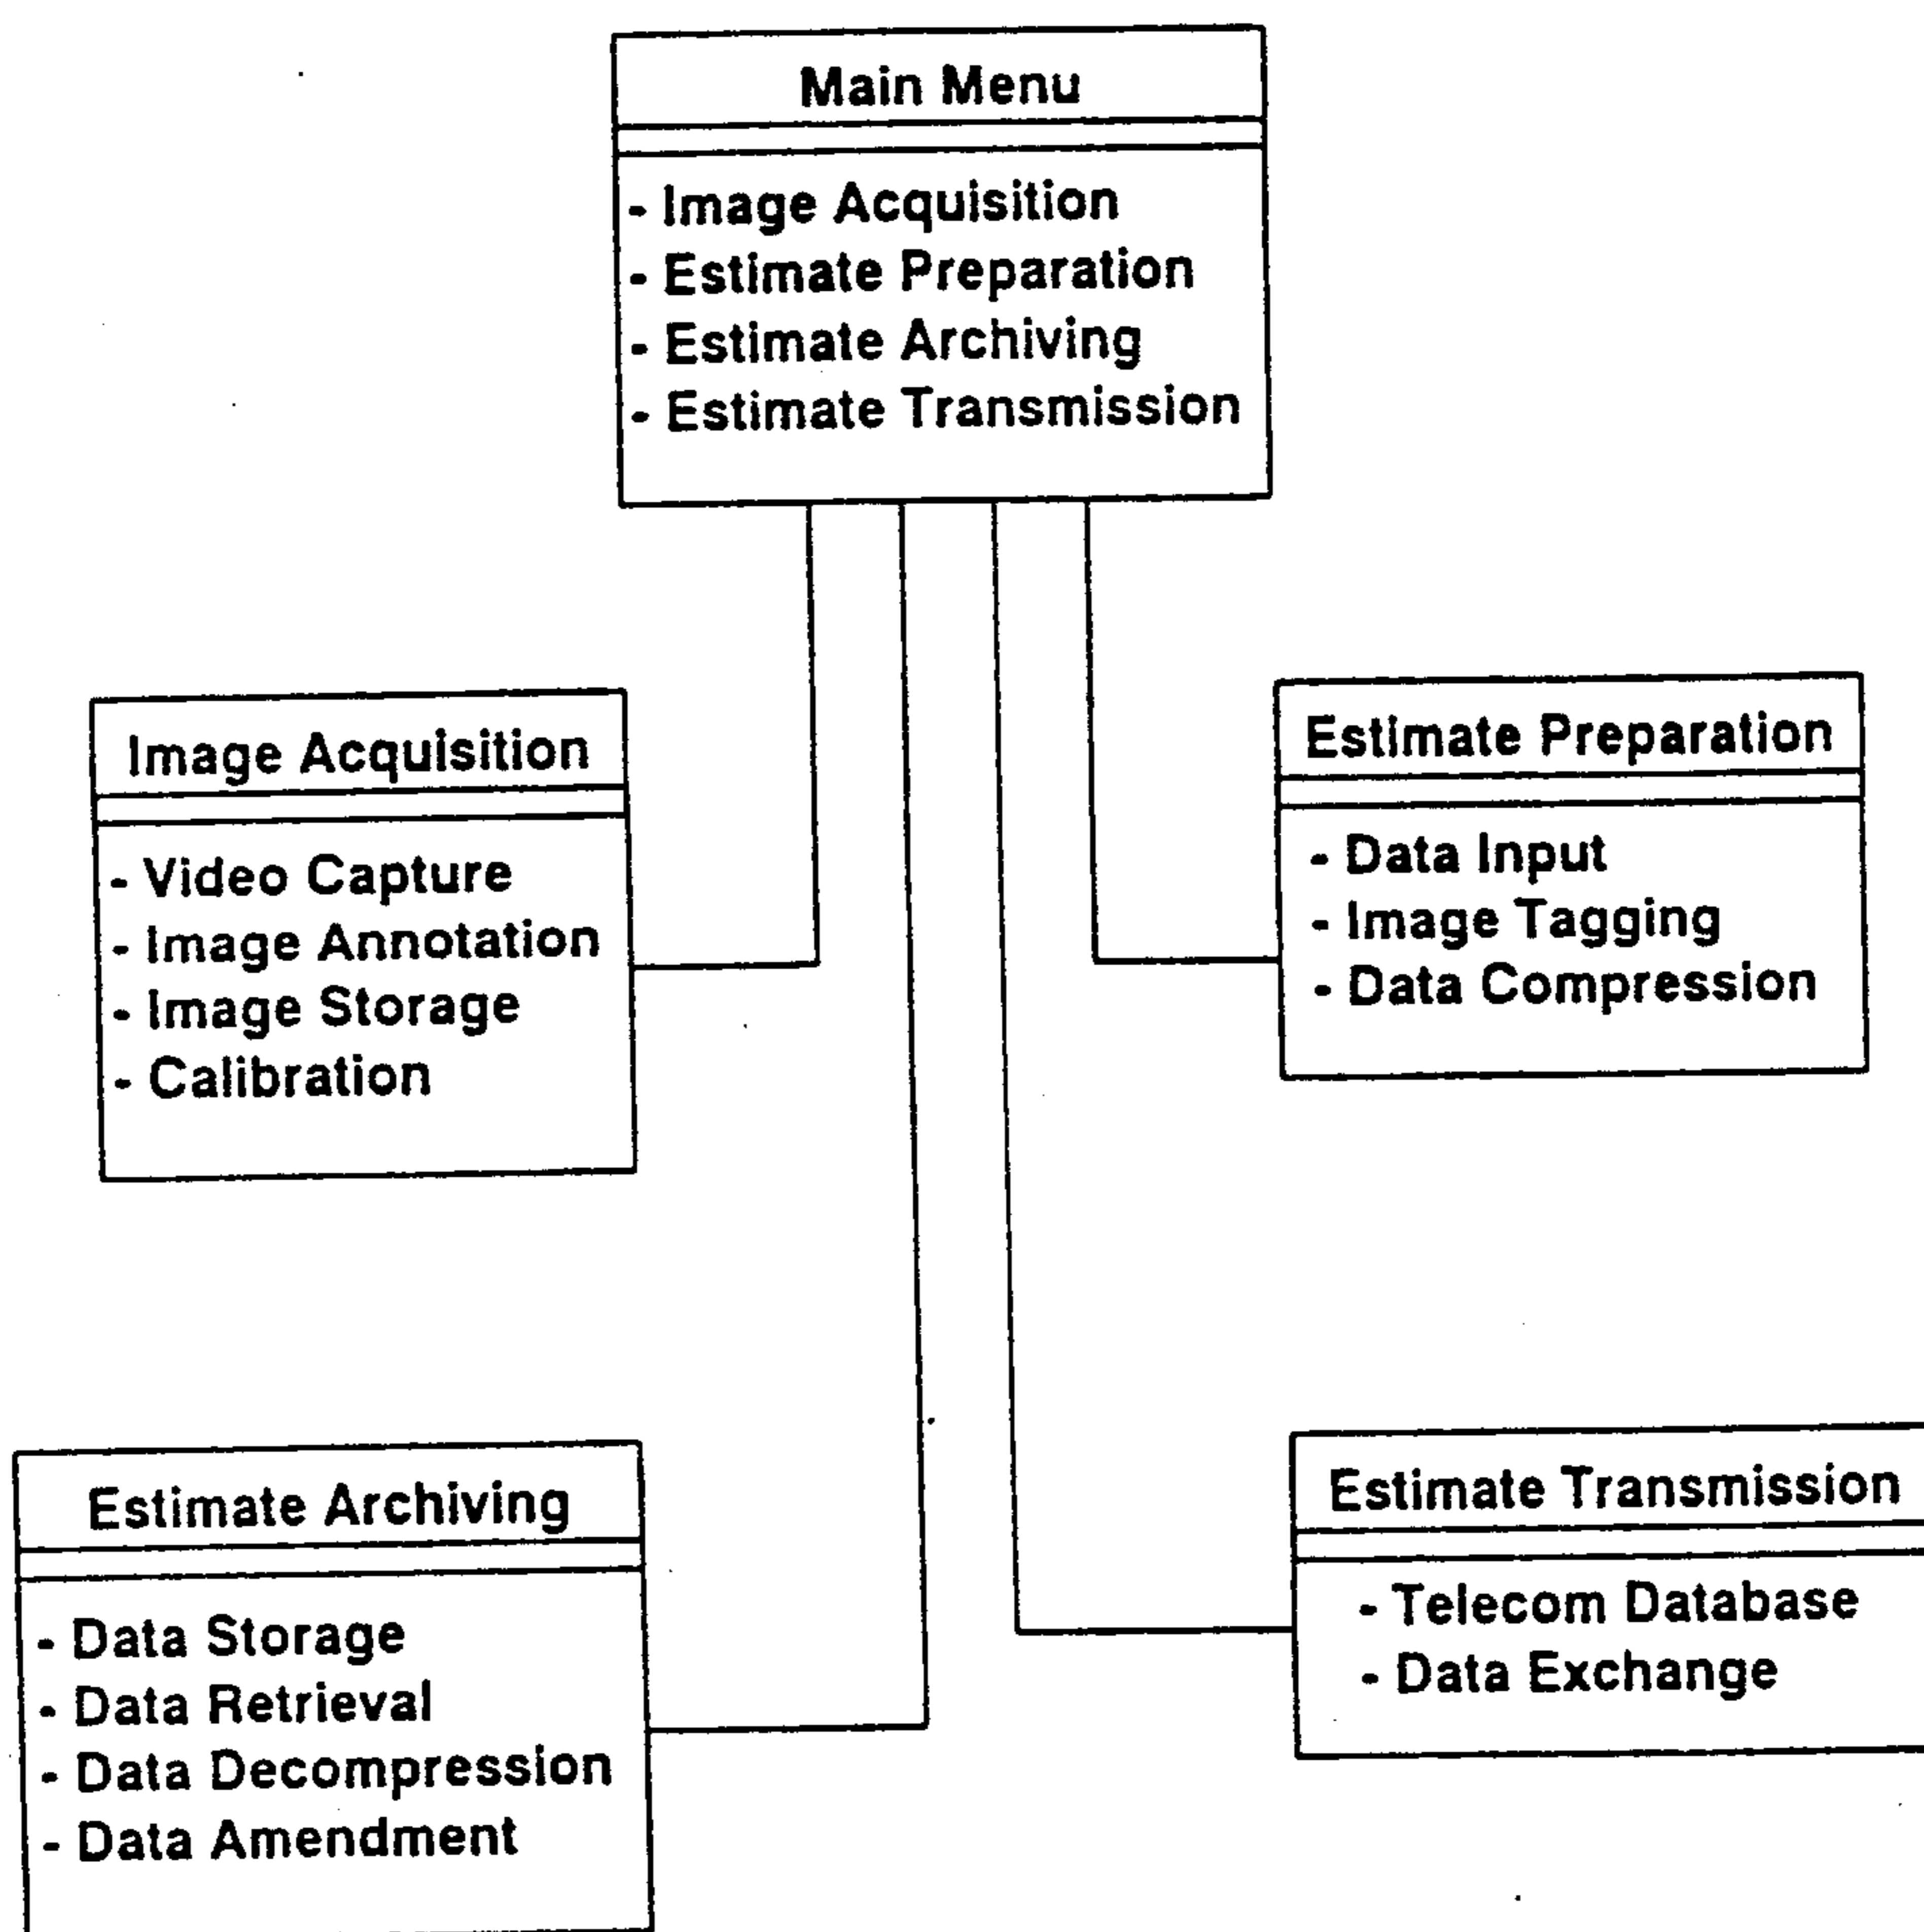 Main Menu
- Image Acquisition
- Estimate Preparation
- Estimate Archiving
- Estimate Transmission
Image Acquisition
- Video Capture
- Image Annotation
- Image Storage
- Calibration
Estimate Preparation
- Data Input
- Image Tagging
- Data Compression
Estimate Archiving
- Data Storage
- Data Retrieval
- Data Decompression
- Data Amendment
Estimate Transmission
- Telecom Database
- Data Exchange